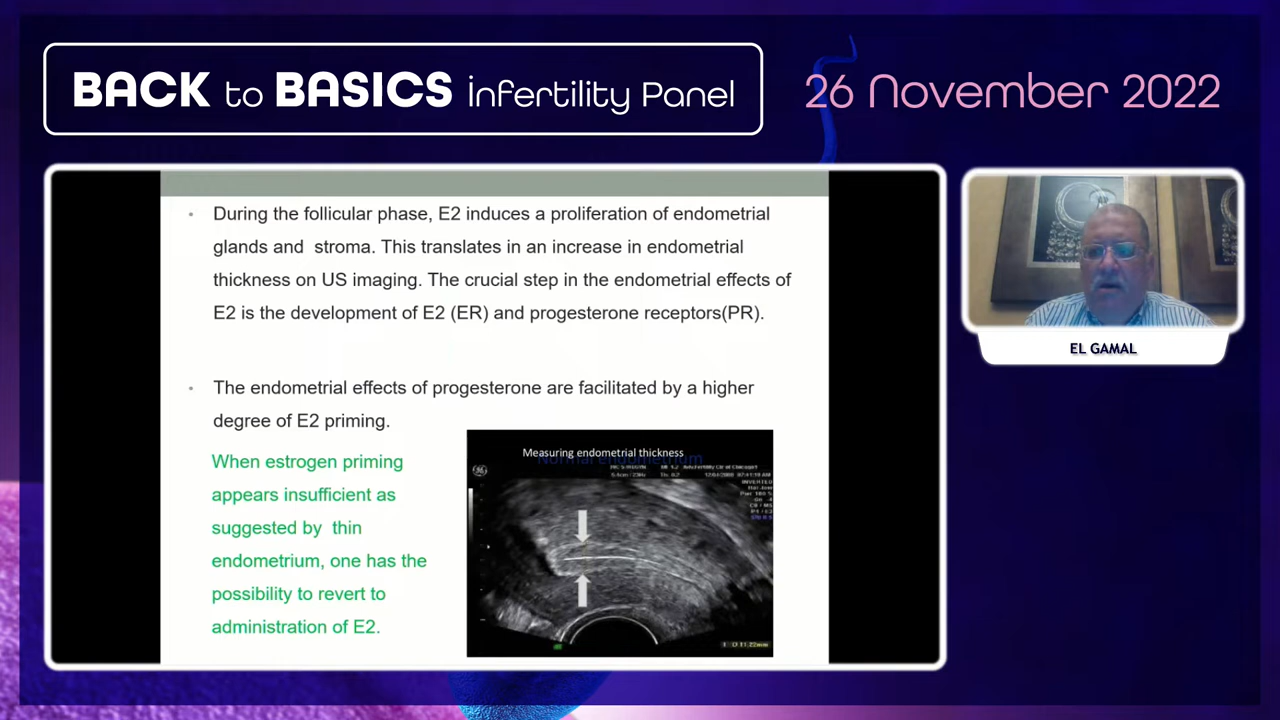 BACK to BASICS infertility Panel
26 November 2022
During the follicular phase, E2 induces a proliferation of endometrial
glands and stroma. This translates in an increase in endometrial
thickness on US imaging. The crucial step in the endometrial effects of
E2 is the development of E2 (ER) and progesterone receptors(PR).
The endometrial effects of progesterone are facilitated by a higher
degree of E2 priming.
When estrogen priming
appears insufficient as
suggested by thin
endometrium, one has the
possibility to revert to
administration of E2.
Measuring endometrial thickness
Normal endometrium
EL GAMAL